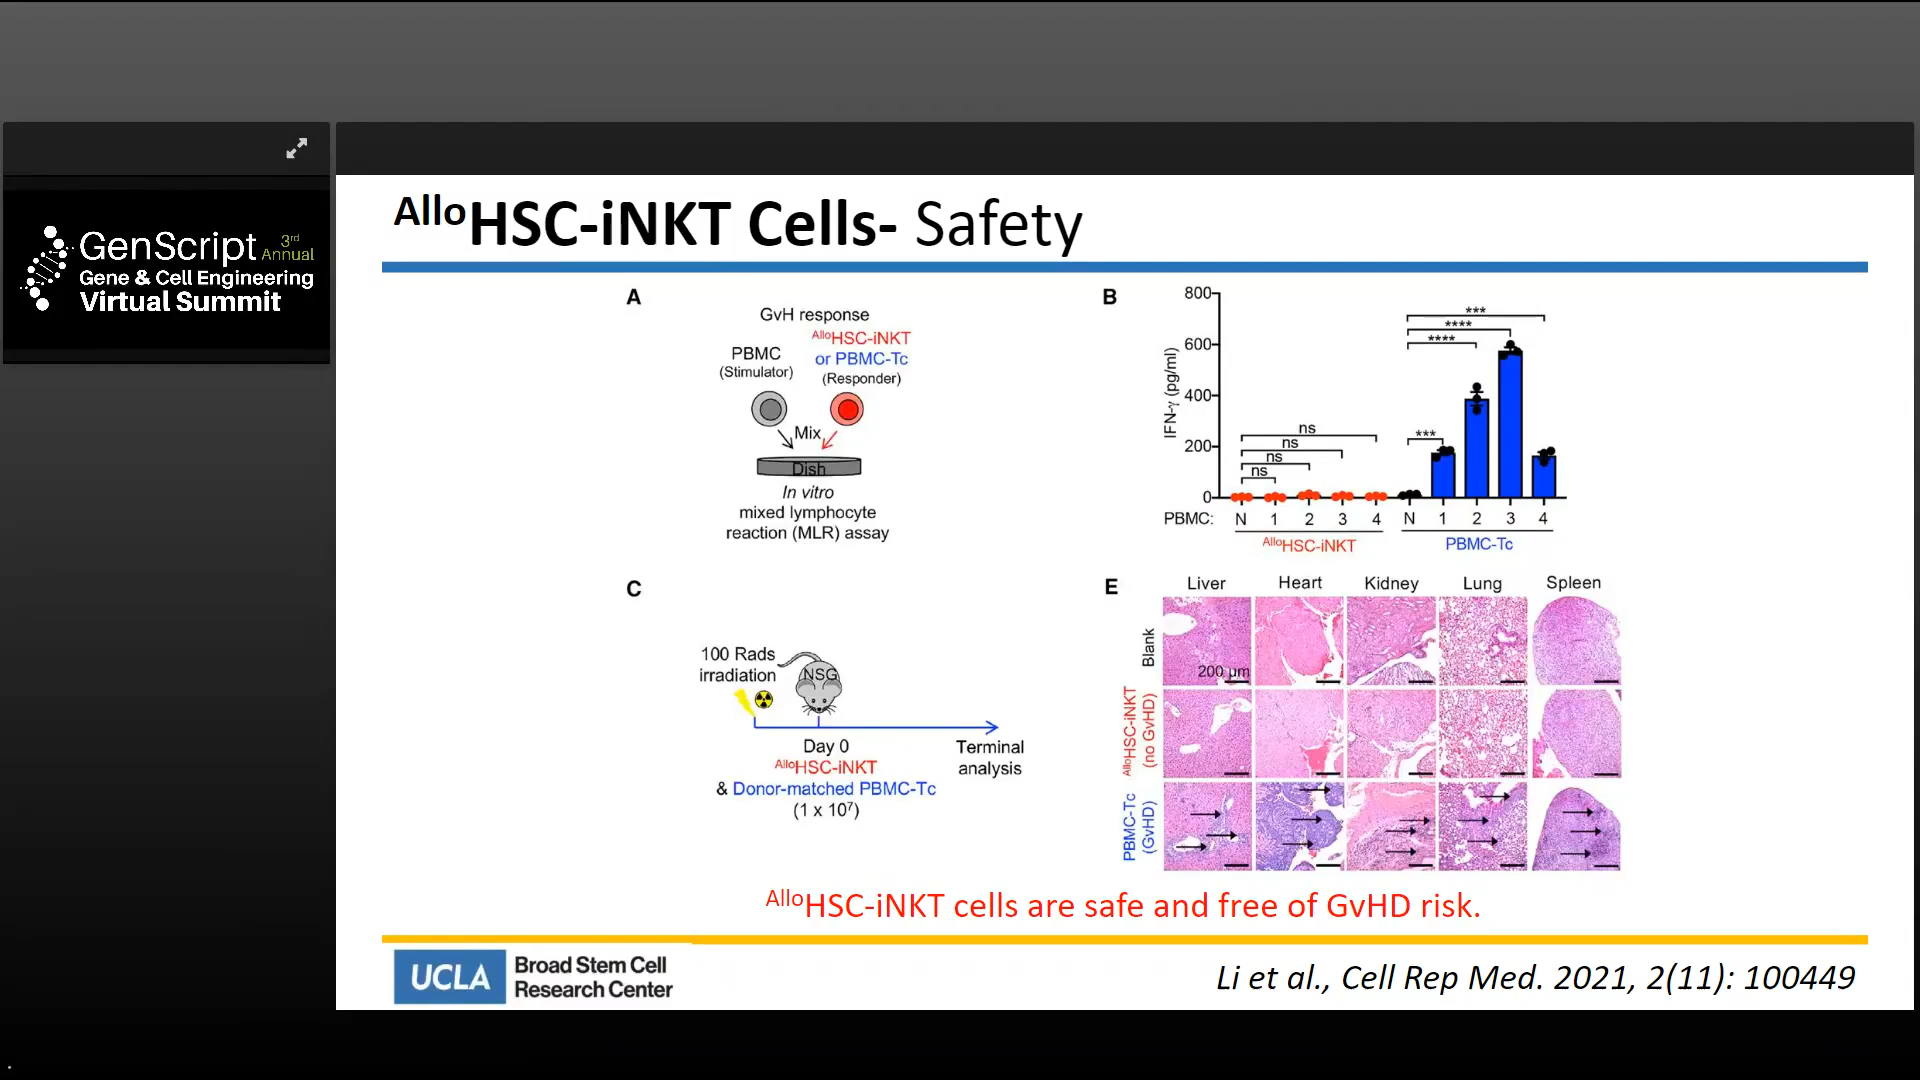 GenScript 3rd Annual
Gene & Cell Engineering
Virtual Summit
AlloHSC-iNKT Cells- Safety
A
GvH response
PBMC
(Stimulator)
AlloHSC-iNKT
or PBMC-Tc
(Responder)
Mix
Dish
In vitro
mixed lymphocyte
reaction (MLR) assay
B
IFN-γ (pg/ml)
800
600
400
200
0
ns
ns
ns
ns
***
****
****
***
PBMC: N 1 2 3 4 N 1 2 3 4
AlloHSC-iNKT PBMC-Tc
C
100 Rads
irradiation
NSG
Day 0
AlloHSC-iNKT
& Donor-matched PBMC-Tc
(1 x 10⁷)
Terminal
analysis
E
Liver Heart Kidney Lung Spleen
Blank
200 µm
AlloHSC-iNKT
(no GvHD)
PBMC-Tc
(GvHD)
AlloHSC-iNKT cells are safe and free of GvHD risk.
UCLA
Broad Stem Cell
Research Center
Li et al., Cell Rep Med. 2021, 2(11): 100449